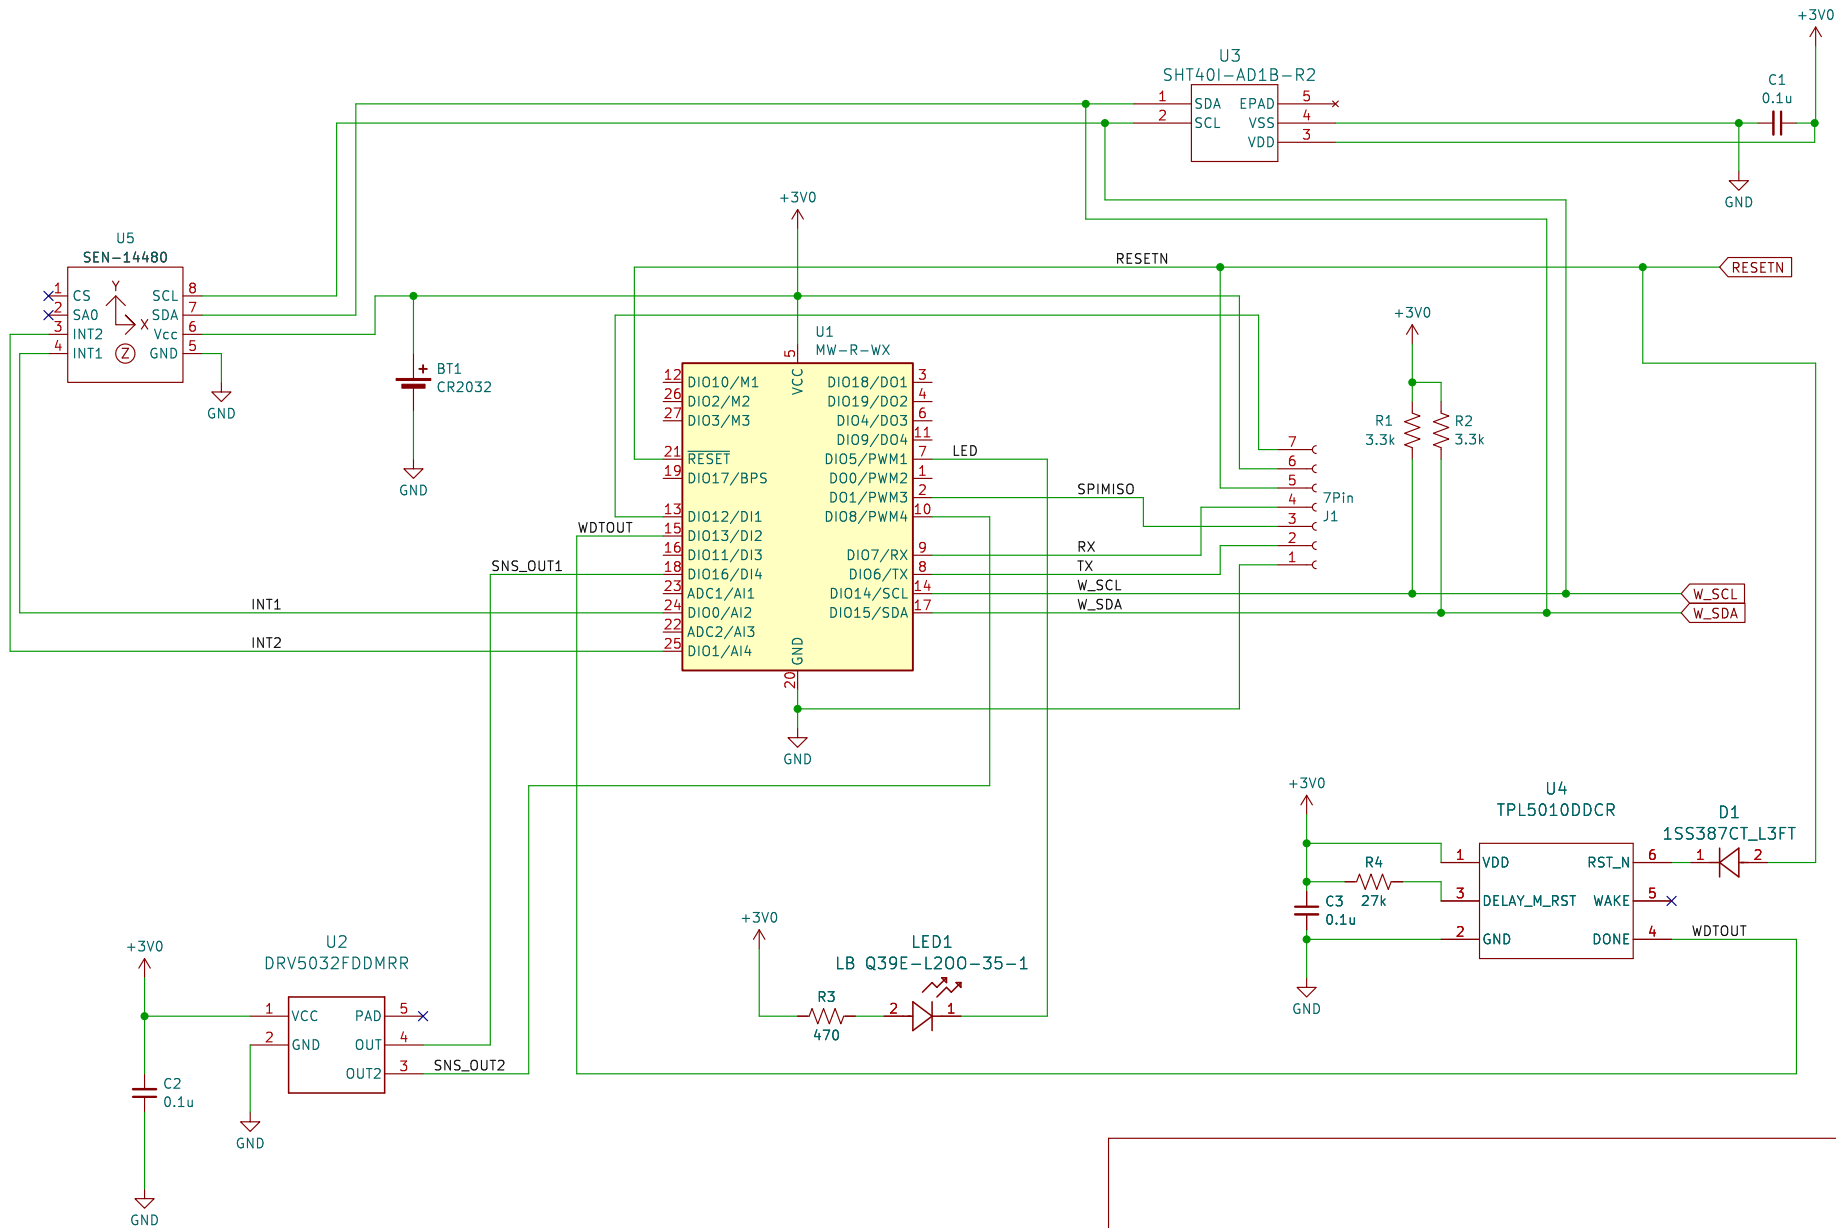 +3V0
U3
SHT40I-AD1B-R2
1 SDA EPAD 5
2 SCL VSS 4
VDD 3
C1
0.1u
GND
+3V0
U5
SEN-14480
1 CS SCL 8
2 SA0 SDA 7
3 INT2 Vcc 6
4 INT1 GND 5
Y
X
Z
GND
BT1
CR2032
GND
RESETN
RESETN
+3V0
U1
MW-R-WX
5
VCC
12 DIO10/M1 DIO18/DO1 3
26 DIO2/M2 DIO19/DO2 4
27 DIO3/M3 DIO4/DO3 6
DIO9/DO4 11
21 RESET DIO5/PWM1 7
19 DIO17/BPS DO0/PWM2 1
DO1/PWM3 2
13 DIO12/DI1 DIO8/PWM4 10
15 DIO13/DI2
16 DIO11/DI3 DIO7/RX 9
18 DIO16/DI4 DIO6/TX 8
23 ADC1/AI1 DIO14/SCL 14
24 DIO0/AI2 DIO15/SDA 17
22 ADC2/AI3
25 DIO1/AI4
GND
20
GND
LED
SPIMISO
RX
TX
W_SCL
W_SDA
WDTOUT
SNS_OUT1
INT1
INT2
7
6
5
4
3
2
1
7Pin
J1
R1
3.3k
R2
3.3k
W_SCL
W_SDA
+3V0
U4
TPL5010DDCR
1 VDD RST_N 6
3 DELAY_M_RST WAKE 5
2 GND DONE 4
D1
1SS387CT_L3FT
1 2
R4
27k
C3
0.1u
GND
WDTOUT
+3V0
LED1
LB Q39E-L2OO-35-1
R3
470
2 1
+3V0
U2
DRV5032FDDMRR
1 VCC PAD 5
2 GND OUT 4
OUT2 3
SNS_OUT2
C2
0.1u
GND
GND